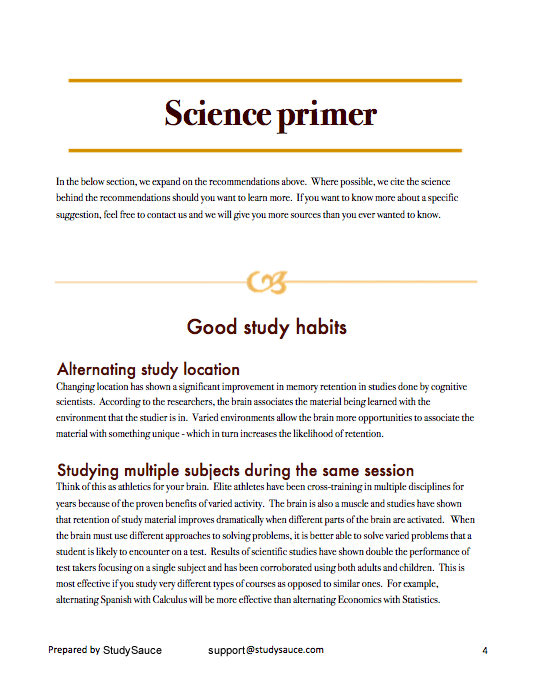 Science primer
In the below section, we expand on the recommendations above.  Where possible, we cite the science
behind the recommendations should you want to learn more.  If you want to know more about a specific
suggestion, feel free to contact us and we will give you more sources than you ever wanted to know.
Good study habits
Alternating study location
Changing location has shown a significant improvement in memory retention in studies done by cognitive
scientists.  According to the researchers, the brain associates the material being learned with the
environment that the studier is in.  Varied environments allow the brain more opportunities to associate the
material with something unique - which in turn increases the likelihood of retention.
Studying multiple subjects during the same session
Think of this as athletics for your brain.  Elite athletes have been cross-training in multiple disciplines for
years because of the proven benefits of varied activity.  The brain is also a muscle and studies have shown
that retention of study material improves dramatically when different parts of the brain are activated.   When
the brain must use different approaches to solving problems, it is better able to solve varied problems that a
student is likely to encounter on a test.  Results of scientific studies have shown double the performance of
test takers focusing on a single subject and has been corroborated using both adults and children.  This is
most effective if you study very different types of courses as opposed to similar ones.  For example,
alternating Spanish with Calculus will be more effective than alternating Economics with Statistics.
Prepared by StudySauce support@studysauce.com 4